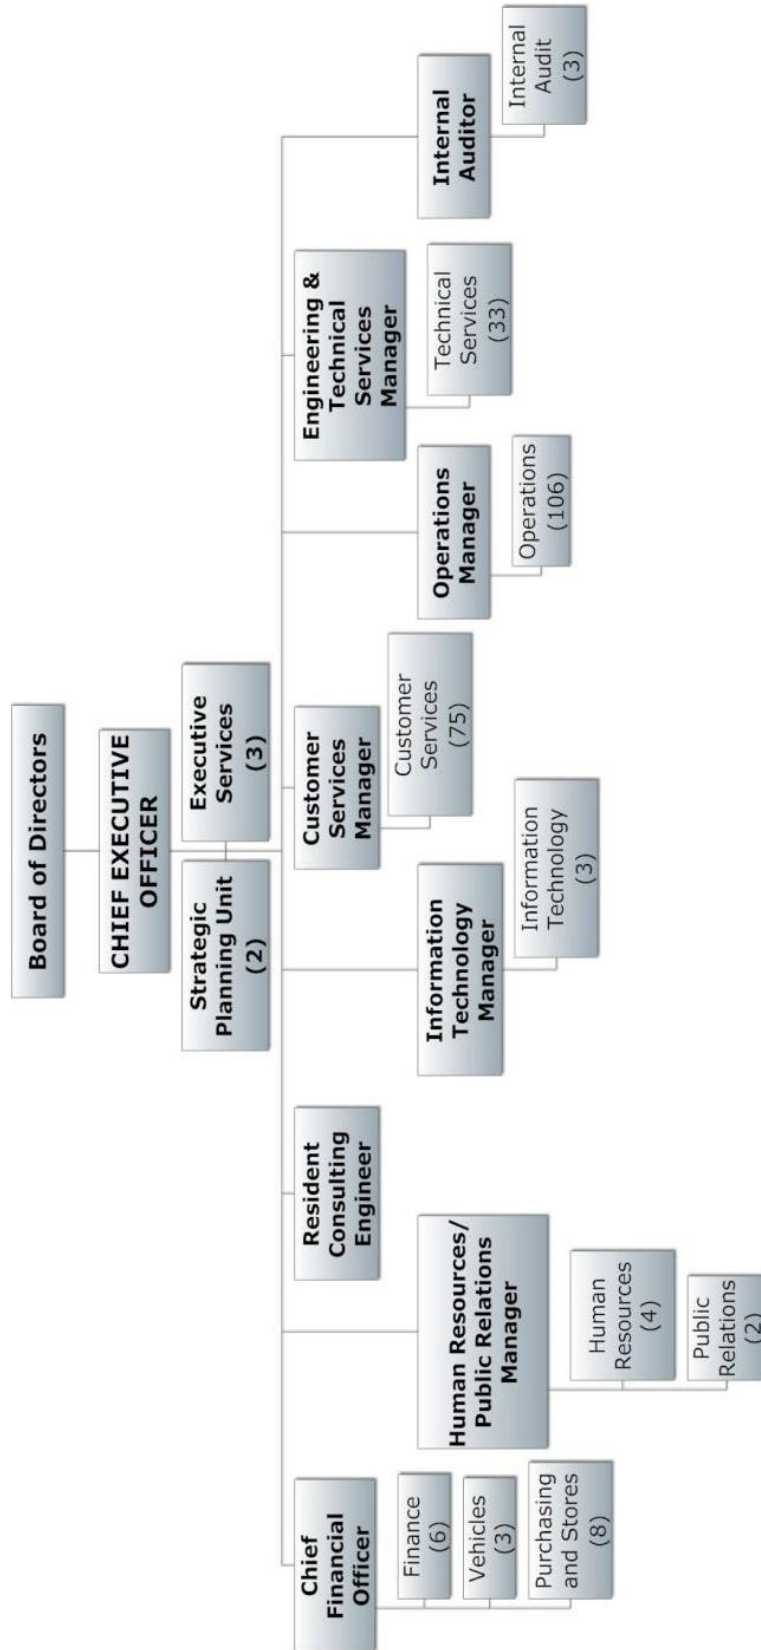 Board of Directors
CHIEF EXECUTIVE
OFFICER
Strategic
Planning Unit
(2)
Executive
Services
(3)
Chief
Financial
Officer
Finance
(6)
Vehicles
(3)
Purchasing
and Stores
(8)
Human Resources/
Public Relations
Manager
Human
Resources
(4)
Public
Relations
(2)
Resident
Consulting
Engineer
Information
Technology
Manager
Information
Technology
(3)
Customer
Services
Manager
Customer
Services
(75)
Operations
Manager
Operations
(106)
Engineering &
Technical
Services
Manager
Technical
Services
(33)
Internal
Auditor
Internal
Audit
(3)